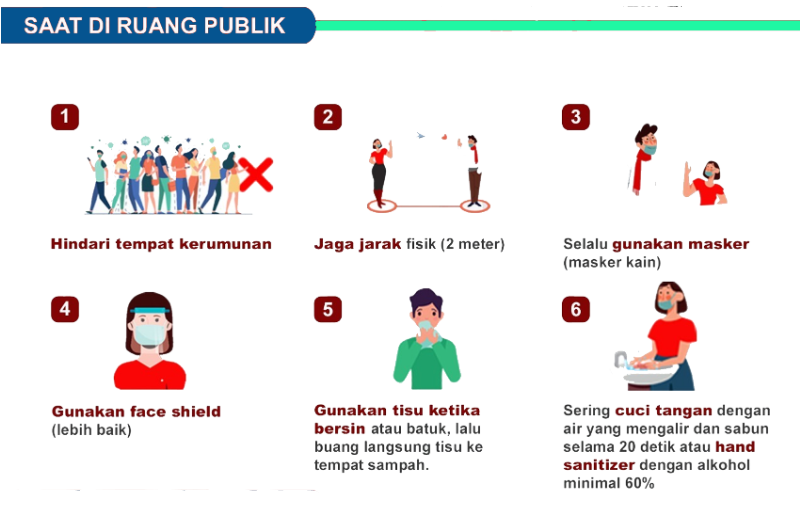 SAAT DI RUANG PUBLIK
1
Hindari tempat kerumunan
2
Jaga jarak fisik (2 meter)
3
Selalu gunakan masker
(masker kain)
4
Gunakan face shield
(lebih baik)
5
Gunakan tisu ketika
bersin atau batuk, lalu
buang langsung tisu ke
tempat sampah.
6
Sering cuci tangan dengan
air yang mengalir dan sabun
selama 20 detik atau hand
sanitizer dengan alkohol
minimal 60%